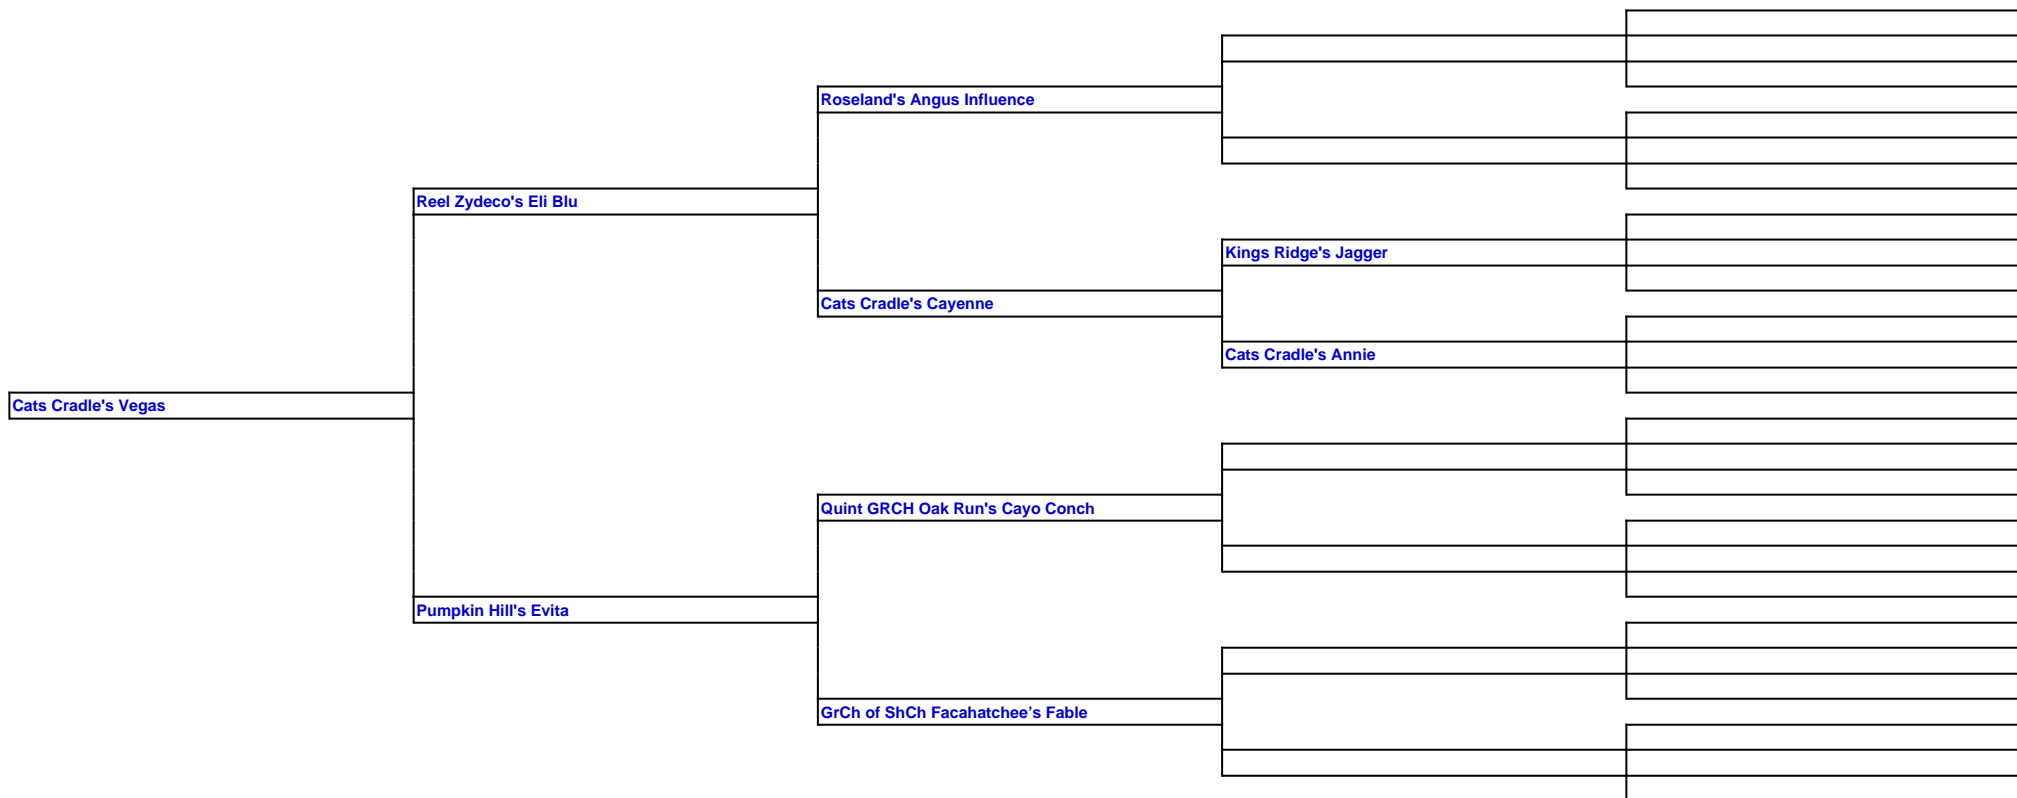 Roseland's Angus Influence
Reel Zydeco's Eli Blu
Kings Ridge's Jagger
Cats Cradle's Cayenne
Cats Cradle's Annie
Cats Cradle's Vegas
Quint GRCH Oak Run's Cayo Conch
Pumpkin Hill's Evita
GrCh of ShCh Facahatchee’s Fable